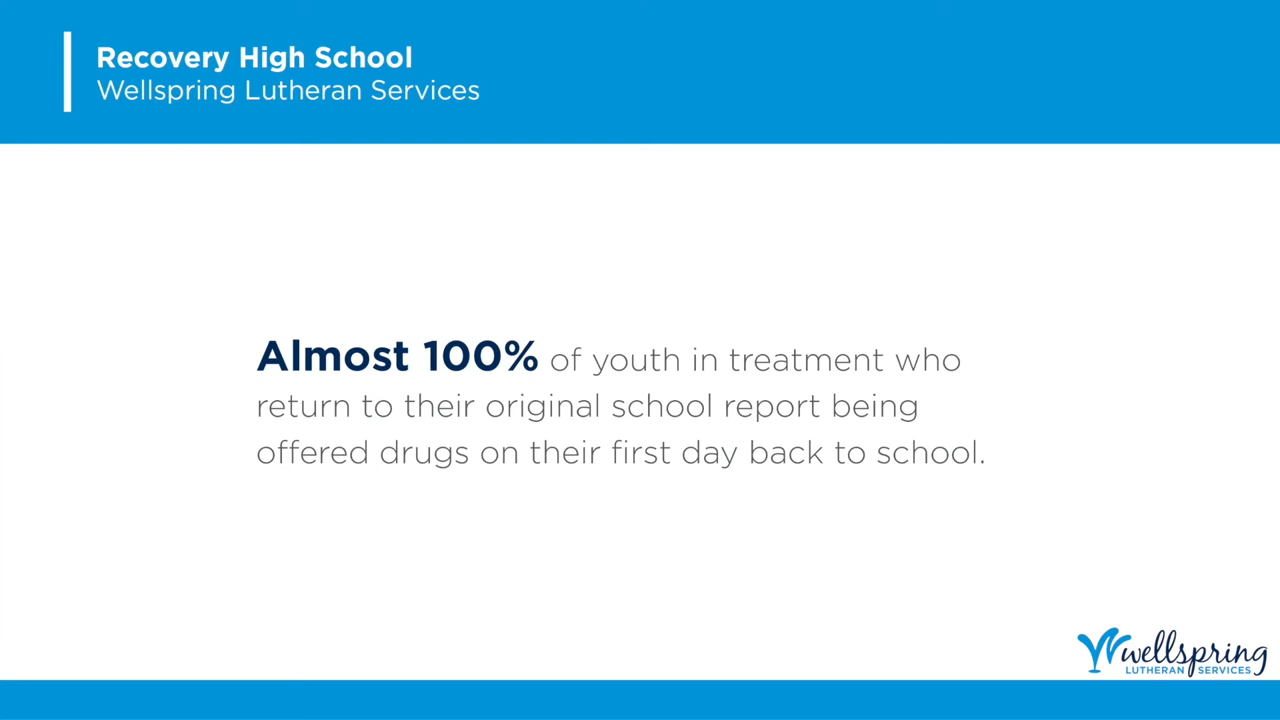 Recovery High School
Wellspring Lutheran Services
Almost 100% of youth in treatment who
return to their original school report being
offered drugs on their first day back to school.
wellspring
LUTHERAN SERVICES